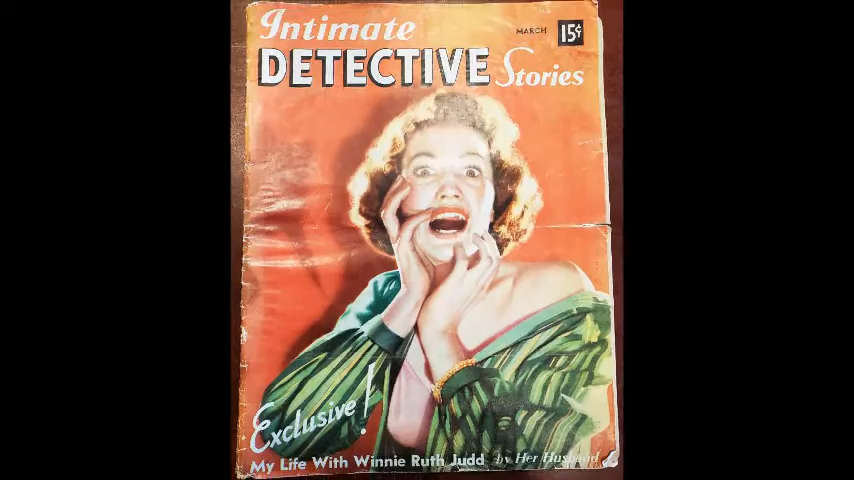 Intimate
MARCH 15¢
DETECTIVE Stories
Exclusive!
My Life With Winnie Ruth Judd by Her Husband